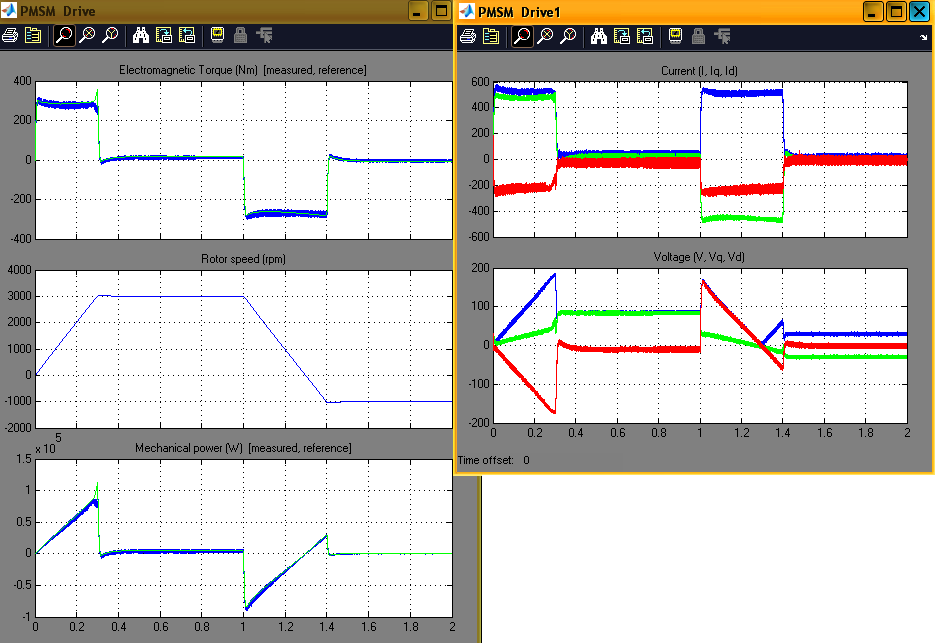 PMSM Drive
Electromagnetic Torque (Nm) [measured, reference]
400
200
0
-200
-400
Rotor speed (rpm)
4000
3000
2000
1000
0
-1000
-2000
x 10^5
Mechanical power (W) [measured, reference]
1.5
1
0.5
0
-0.5
-1
0 0.2 0.4 0.6 0.8 1 1.2 1.4 1.6 1.8 2
PMSM Drive1
Current (I, Iq, Id)
600
400
200
0
-200
-400
-600
Voltage (V, Vq, Vd)
200
100
0
-100
-200
0 0.2 0.4 0.6 0.8 1 1.2 1.4 1.6 1.8 2
Time offset: 0